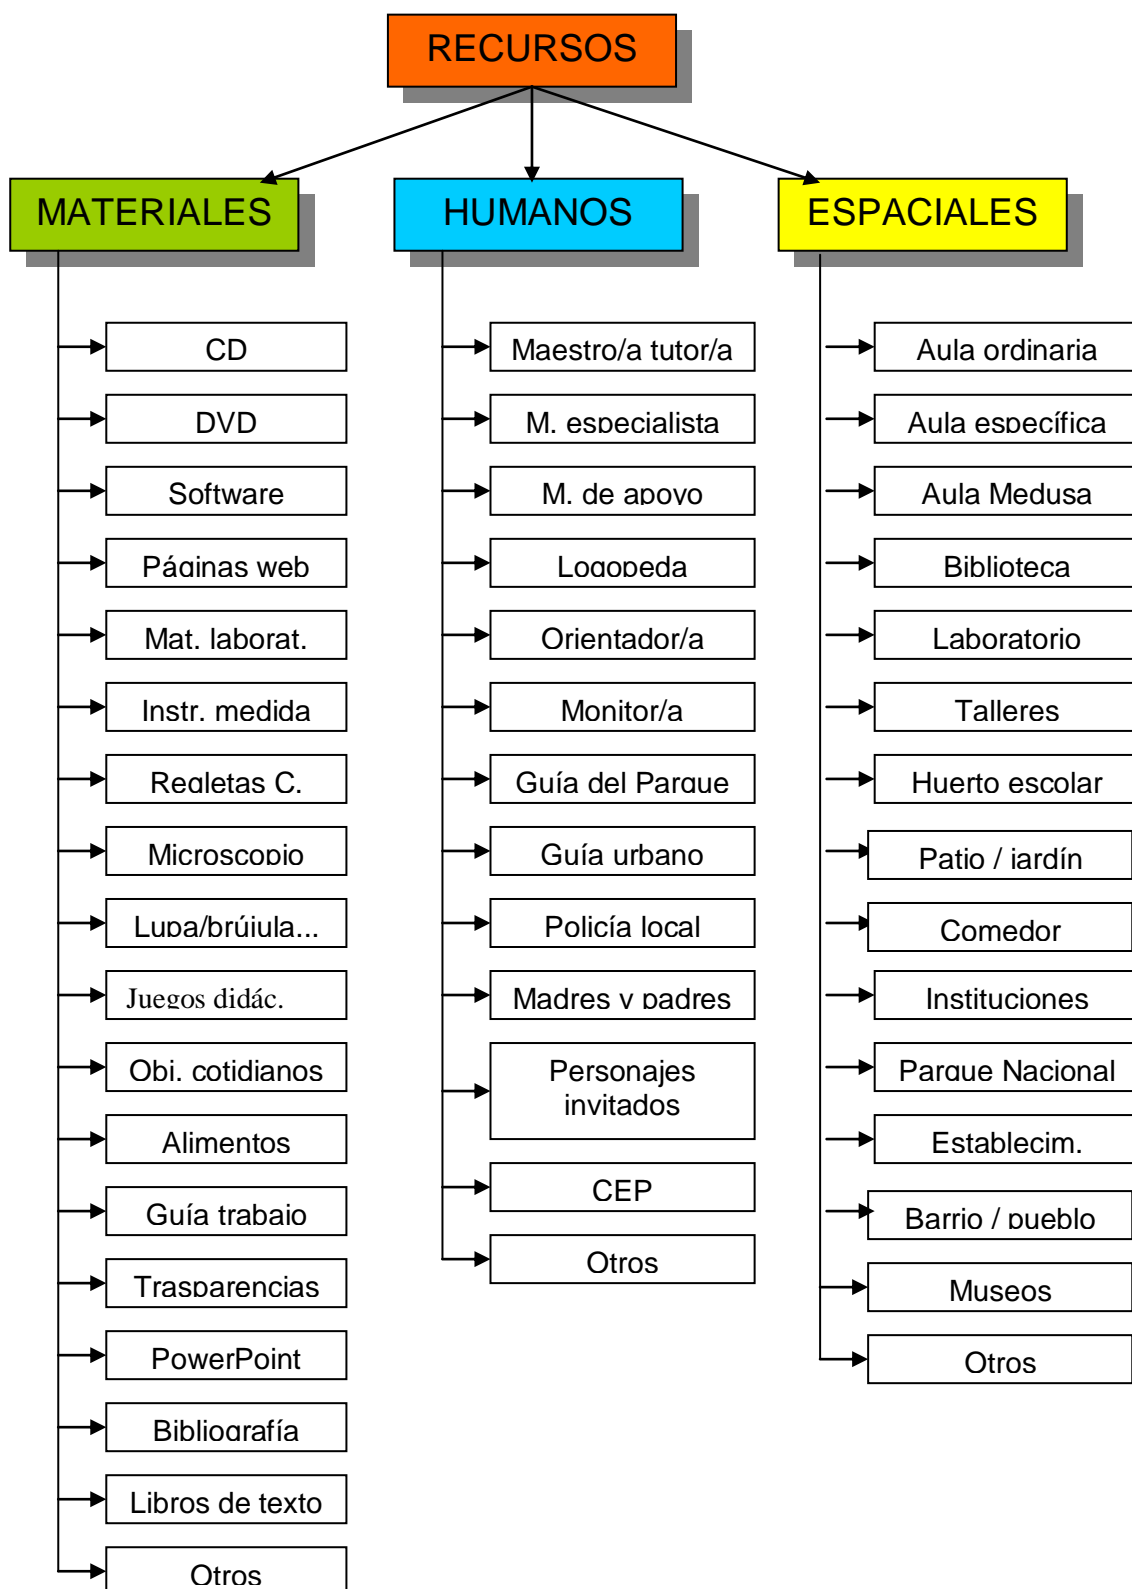 RECURSOS
MATERIALES
HUMANOS
ESPACIALES
CD
DVD
Software
Páginas web
Mat. laborat.
Instr. medida
Regletas C.
Microscopio
Lupa/brújula...
Juegos didác.
Obj. cotidianos
Alimentos
Guía trabajo
Trasparencias
PowerPoint
Bibliografía
Libros de texto
Otros
Maestro/a tutor/a
M. especialista
M. de apoyo
Logopeda
Orientador/a
Monitor/a
Guía del Parque
Guía urbano
Policía local
Madres y padres
Personajes
invitados
CEP
Otros
Aula ordinaria
Aula específica
Aula Medusa
Biblioteca
Laboratorio
Talleres
Huerto escolar
Patio / jardín
Comedor
Instituciones
Parque Nacional
Establecim.
Barrio / pueblo
Museos
Otros